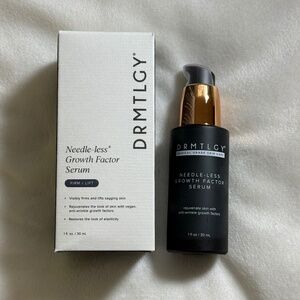 DRMTLGY®
Needle-less®
Growth Factor
Serum
FIRM / LIFT
• Visibly firms and lifts sagging skin
• Rejuvenates the look of skin with vegan,
anti-wrinkle growth factors
• Restores the look of elasticity
1 fl oz / 30 mL
DRMTLGY
NEEDLE-LESS
GROWTH FACTOR
SERUM
rejuvenate skin with
anti-wrinkle growth factors
1 fl oz / 30 mL